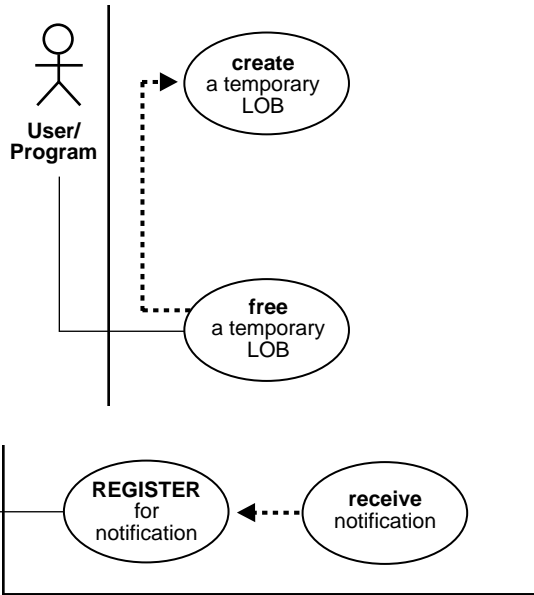 create
a temporary
LOB
User/
Program
free
a temporary
LOB
REGISTER
for
notification
receive
notification